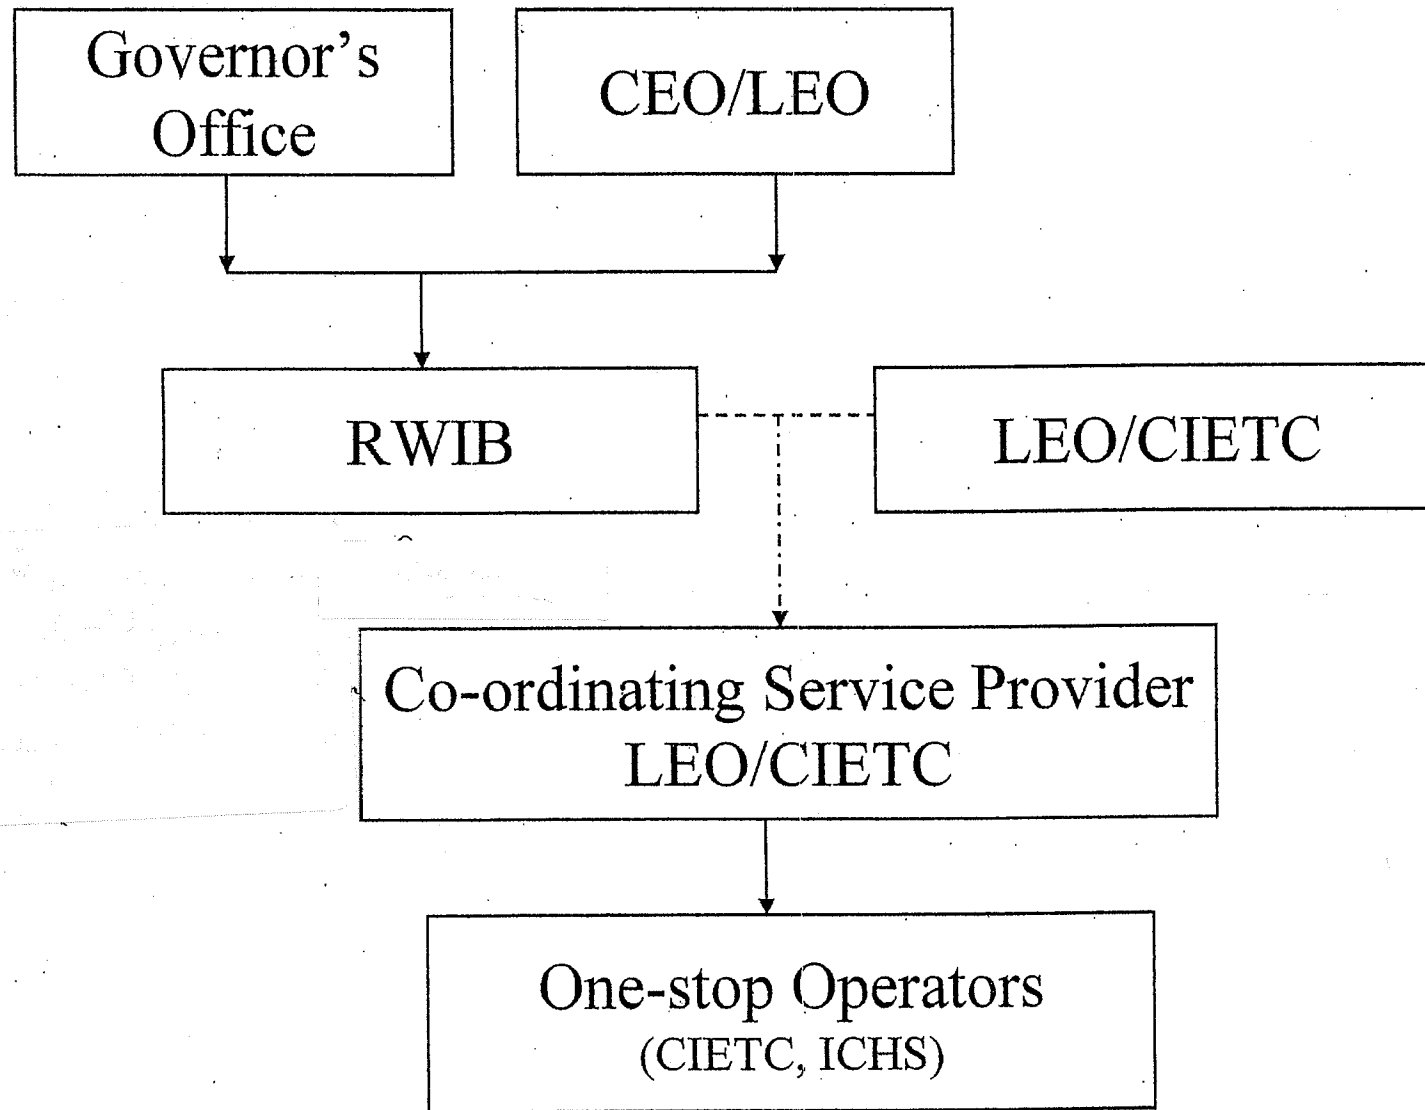 Governor's
Office
CEO/LEO
RWIB
LEO/CIETC
Co-ordinating Service Provider
LEO/CIETC
One-stop Operators
(CIETC, ICHS)